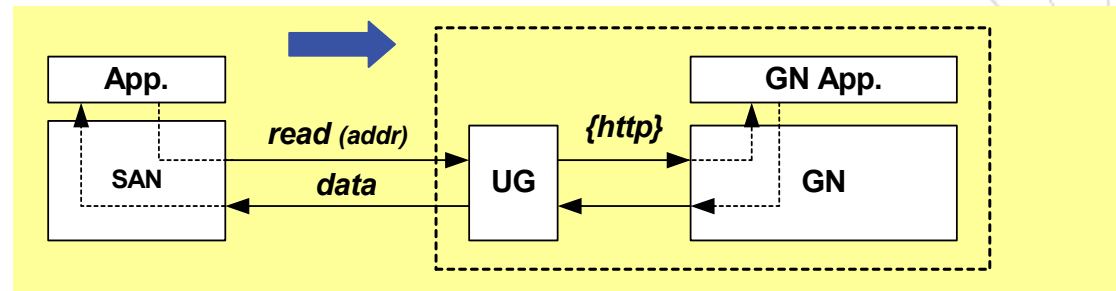 App.
GN App.
read (addr)
{http}
SAN
data
UG
GN